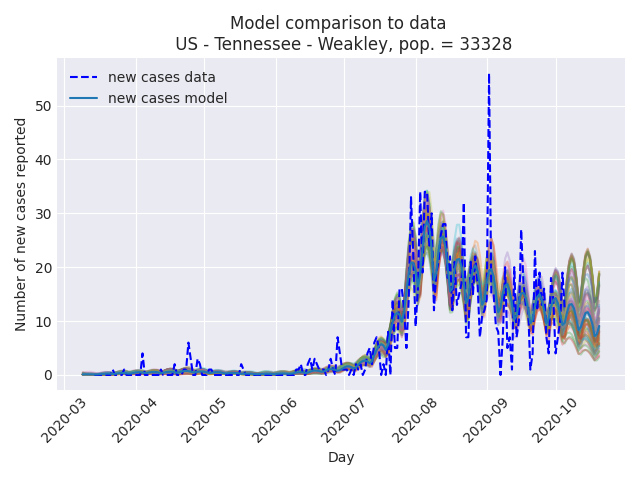 Model comparison to data
US - Tennessee - Weakley, pop. = 33328
new cases data
new cases model
Number of new cases reported
50
40
30
20
10
0
2020-03
2020-04
2020-05
2020-06
2020-07
2020-08
2020-09
2020-10
Day